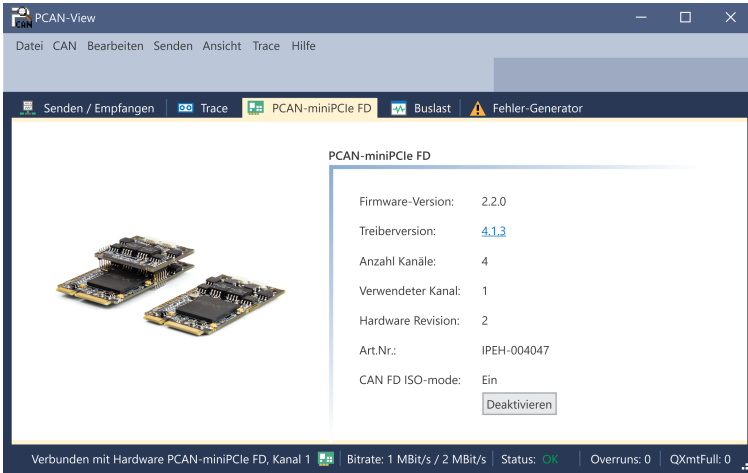 PCAN-View
Datei CAN Bearbeiten Senden Ansicht Trace Hilfe
Senden / Empfangen Trace PCAN-miniPCIe FD Buslast Fehler-Generator
PCAN-miniPCIe FD
Firmware-Version: 2.2.0
Treiberversion: 4.1.3
Anzahl Kanäle: 4
Verwendeter Kanal: 1
Hardware Revision: 2
Art.Nr.: IPEH-004047
CAN FD ISO-mode: Ein
Deaktivieren
Verbunden mit Hardware PCAN-miniPCIe FD, Kanal 1 Bitrate: 1 MBit/s / 2 MBit/s Status: OK Overruns: 0 QXmtFull: 0